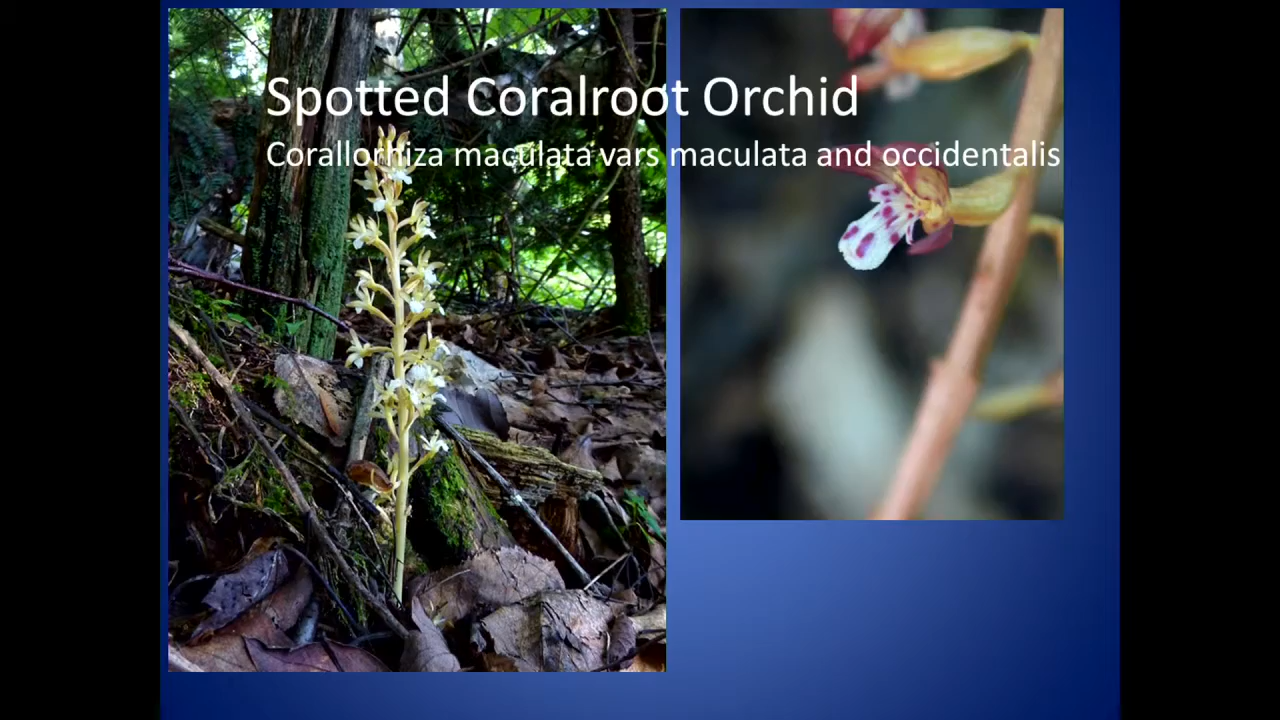 Spotted Coralroot Orchid
Corallorhiza maculata vars maculata and occidentalis